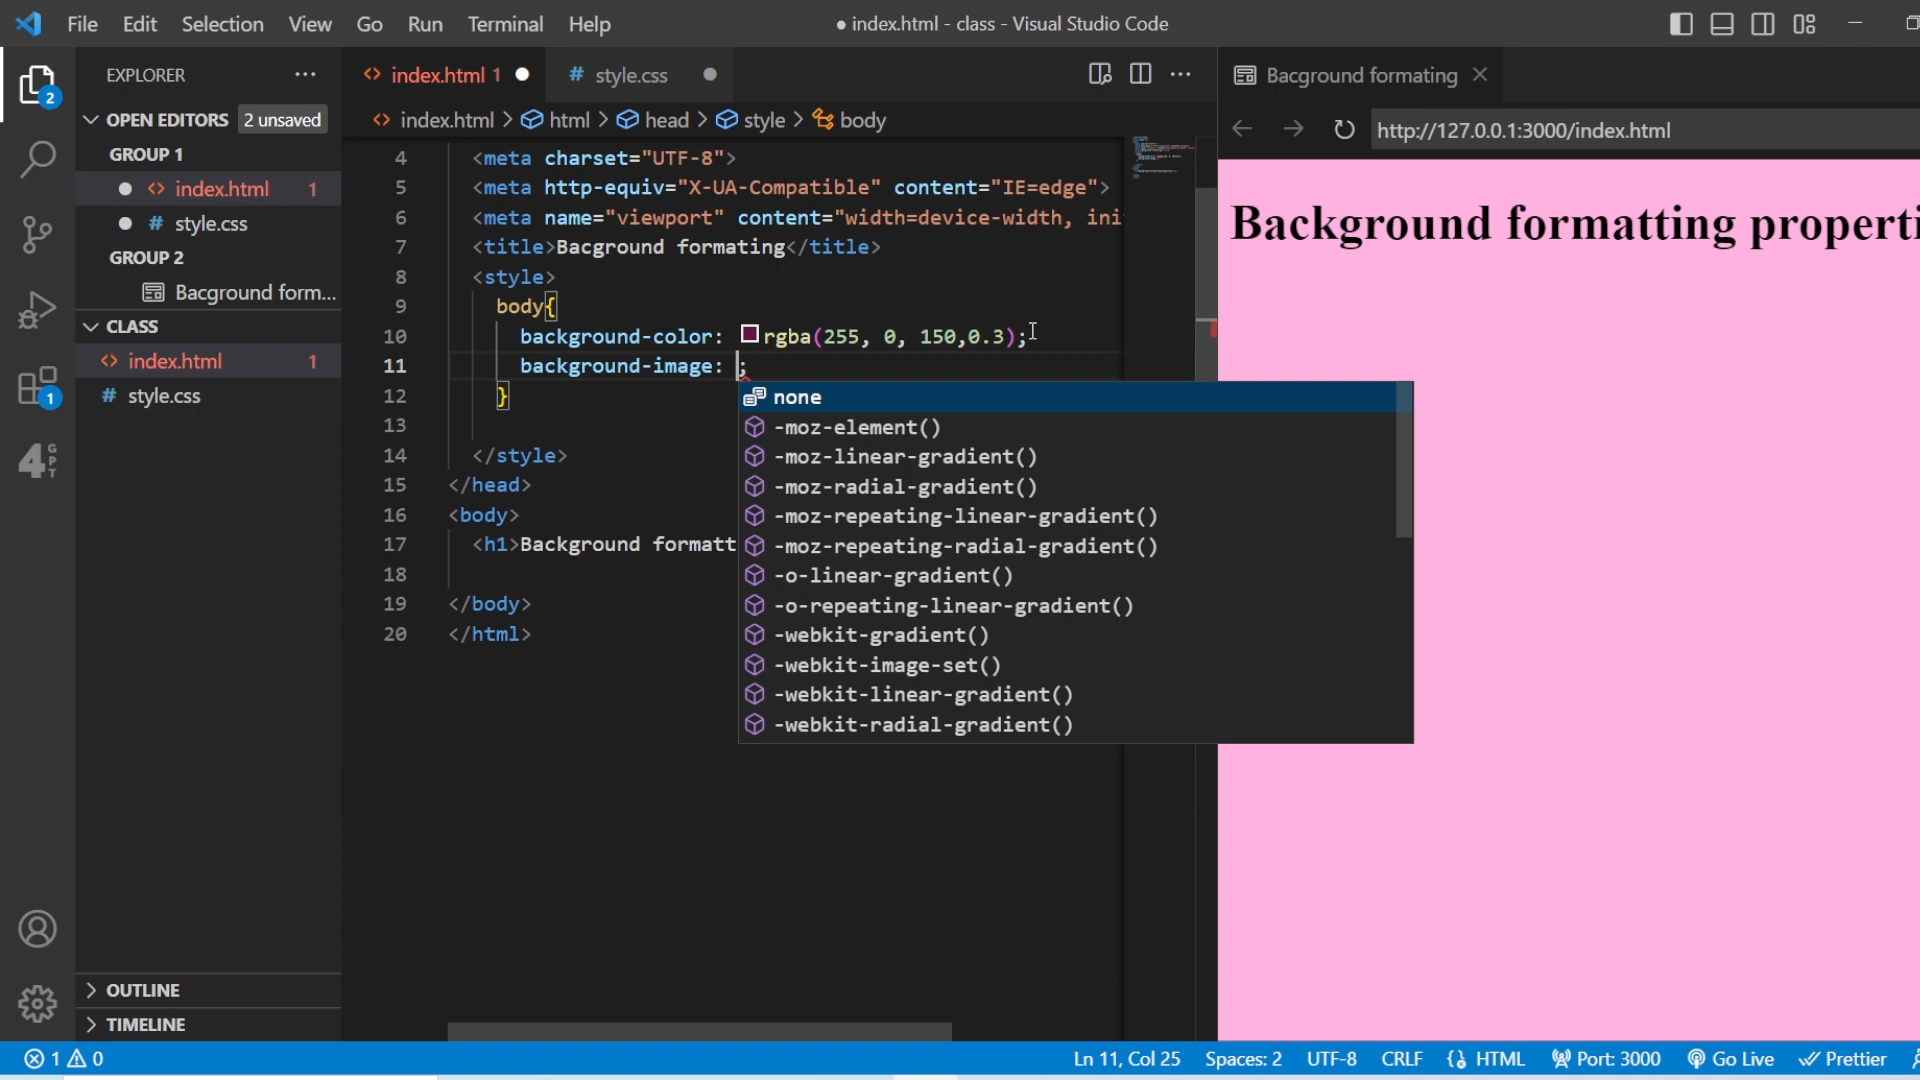 File Edit Selection View Go Run Terminal Help
● index.html - class - Visual Studio Code
EXPLORER
OPEN EDITORS 2 unsaved
GROUP 1
index.html 1
style.css
GROUP 2
Bacground form...
CLASS
index.html 1
style.css
OUTLINE
TIMELINE
2
1
4 GPT
index.html 1
style.css
index.html > html > head > style > body
4 <meta charset="UTF-8">
5 <meta http-equiv="X-UA-Compatible" content="IE=edge">
6 <meta name="viewport" content="width=device-width, ini
7 <title>Bacground formating</title>
8 <style>
9 body{
10 background-color: rgba(255, 0, 150,0.3);
11 background-image: ;
12 }
13
14 </style>
15 </head>
16 <body>
17 <h1>Background formatt
18
19 </body>
20 </html>
none
-moz-element()
-moz-linear-gradient()
-moz-radial-gradient()
-moz-repeating-linear-gradient()
-moz-repeating-radial-gradient()
-o-linear-gradient()
-o-repeating-linear-gradient()
-webkit-gradient()
-webkit-image-set()
-webkit-linear-gradient()
-webkit-radial-gradient()
Bacground formating
http://127.0.0.1:3000/index.html
Background formatting properti
1 0
Ln 11, Col 25 Spaces: 2 UTF-8 CRLF HTML Port: 3000 Go Live Prettier